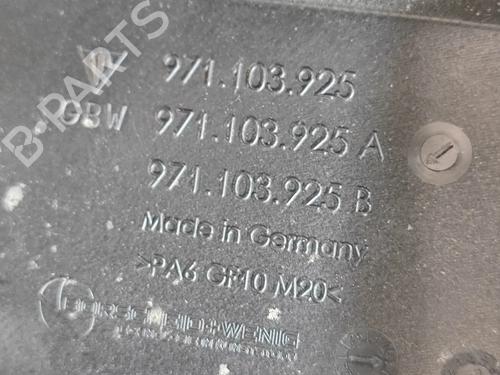 B-PARTS
971.103.925
GBW 971.103.925 A
971.103.925 B
Made in Germany
>PA6 GF10 M20<